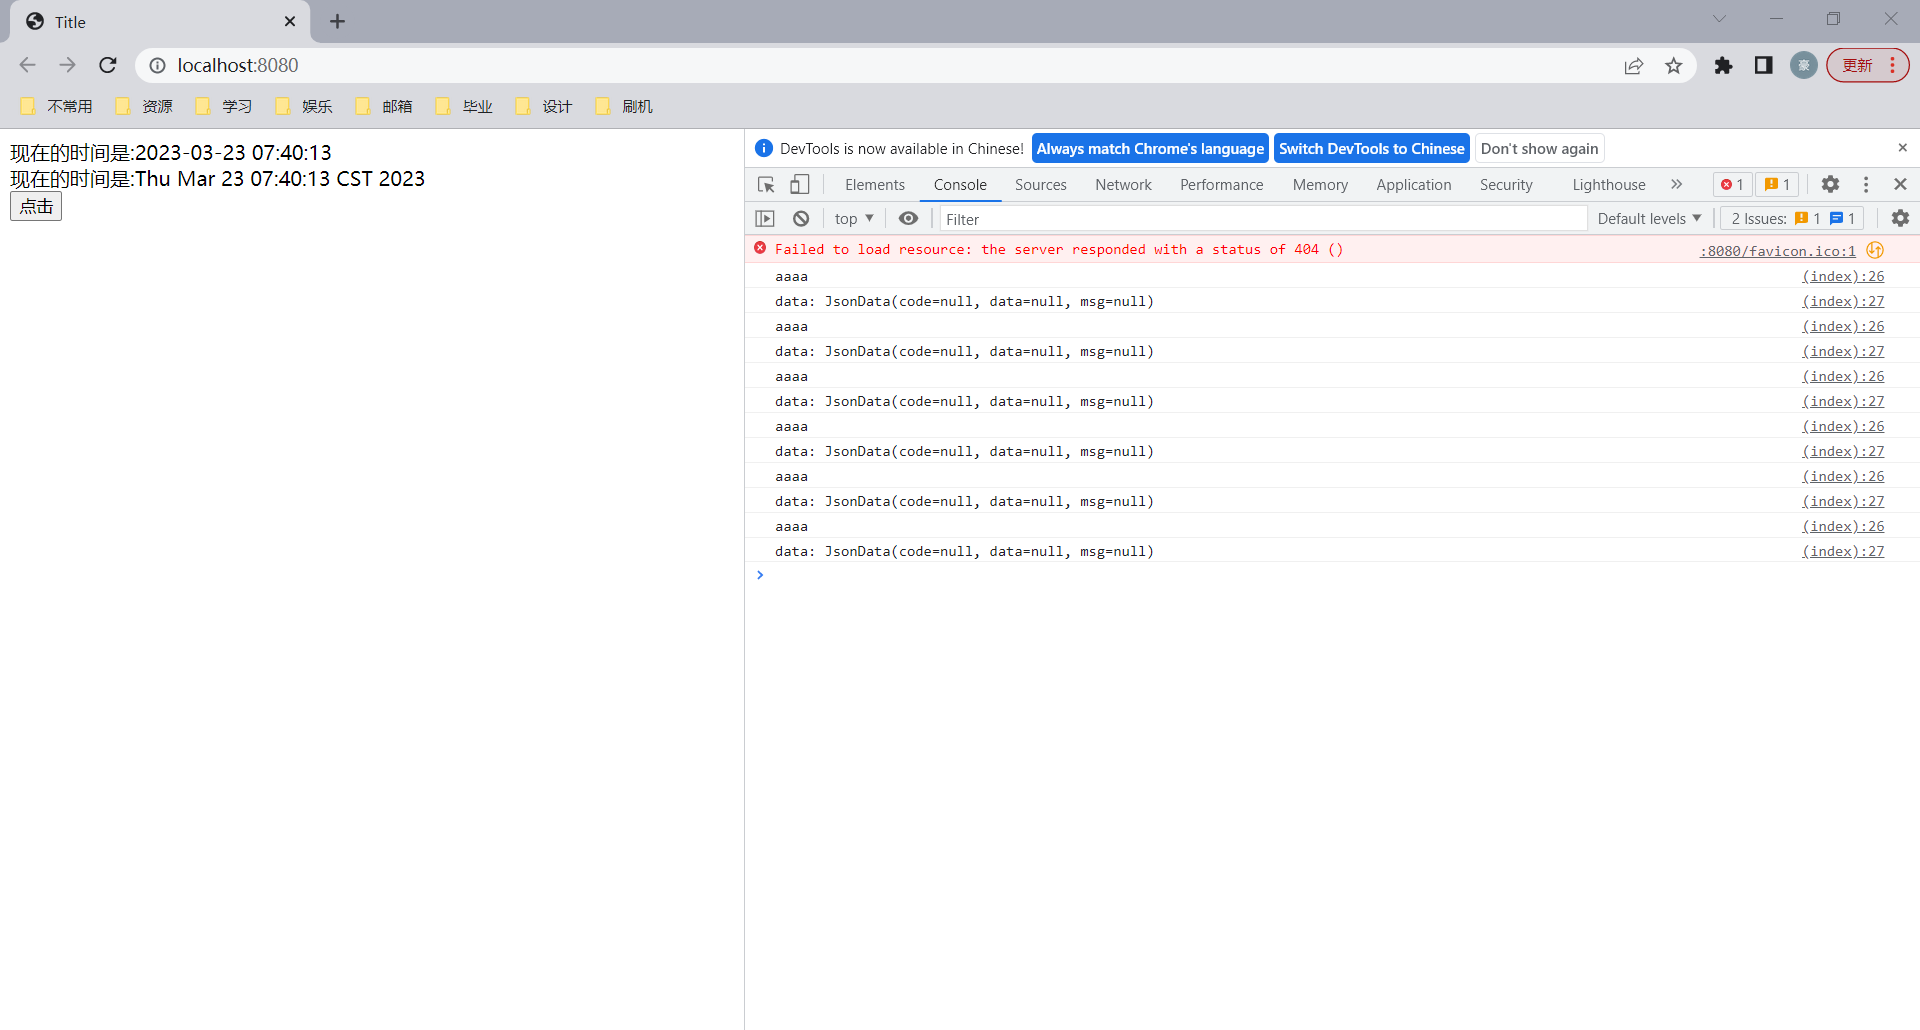 Title
localhost:8080
更新
不常用 资源 学习 娱乐 邮箱 毕业 设计 刷机
现在的时间是:2023-03-23 07:40:13
现在的时间是:Thu Mar 23 07:40:13 CST 2023
点击
DevTools is now available in Chinese! Always match Chrome's language Switch DevTools to Chinese Don't show again
Elements Console Sources Network Performance Memory Application Security Lighthouse 1 1
top Filter Default levels 2 Issues: 1 1
Failed to load resource: the server responded with a status of 404 () :8080/favicon.ico:1
aaaa (index):26
data: JsonData(code=null, data=null, msg=null) (index):27
aaaa (index):26
data: JsonData(code=null, data=null, msg=null) (index):27
aaaa (index):26
data: JsonData(code=null, data=null, msg=null) (index):27
aaaa (index):26
data: JsonData(code=null, data=null, msg=null) (index):27
aaaa (index):26
data: JsonData(code=null, data=null, msg=null) (index):27
aaaa (index):26
data: JsonData(code=null, data=null, msg=null) (index):27